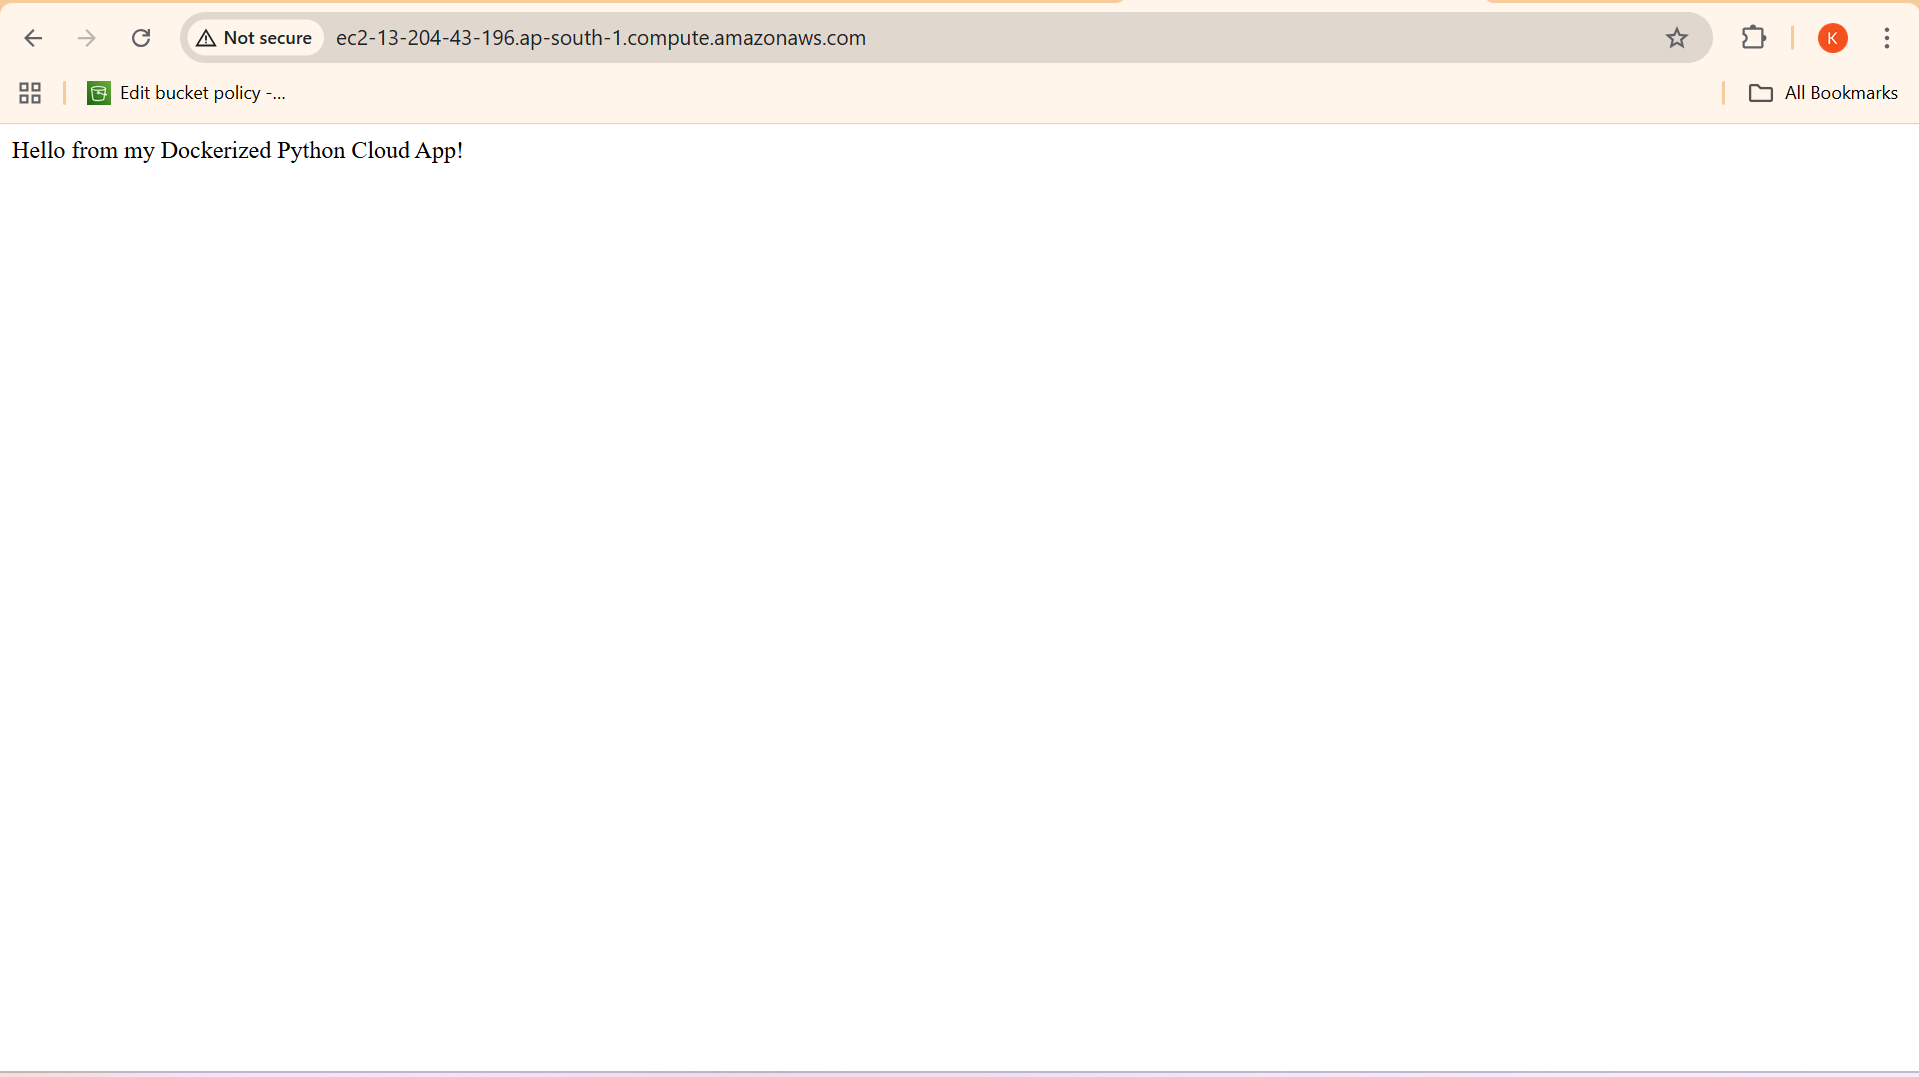 Not secure
ec2-13-204-43-196.ap-south-1.compute.amazonaws.com
K
Edit bucket policy -...
All Bookmarks
Hello from my Dockerized Python Cloud App!